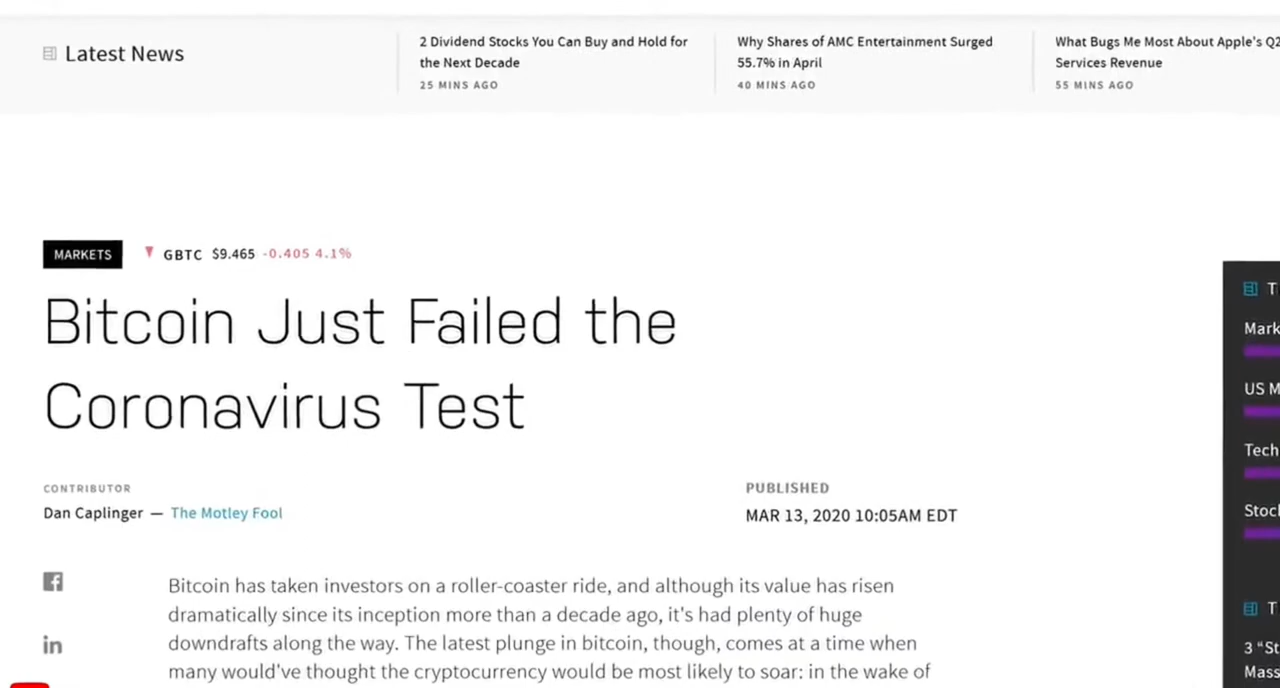 Latest News
2 Dividend Stocks You Can Buy and Hold for
the Next Decade
25 MINS AGO
Why Shares of AMC Entertainment Surged
55.7% in April
40 MINS AGO
What Bugs Me Most About Apple's Q2
Services Revenue
55 MINS AGO
MARKETS GBTC $9.465 -0.405 4.1%
Bitcoin Just Failed the
Coronavirus Test
CONTRIBUTOR
Dan Caplinger — The Motley Fool
PUBLISHED
MAR 13, 2020 10:05AM EDT
Bitcoin has taken investors on a roller-coaster ride, and although its value has risen
dramatically since its inception more than a decade ago, it's had plenty of huge
downdrafts along the way. The latest plunge in bitcoin, though, comes at a time when
many would've thought the cryptocurrency would be most likely to soar: in the wake of
T
Mark
US M
Tech
Stoc
T
3 “St
Mass